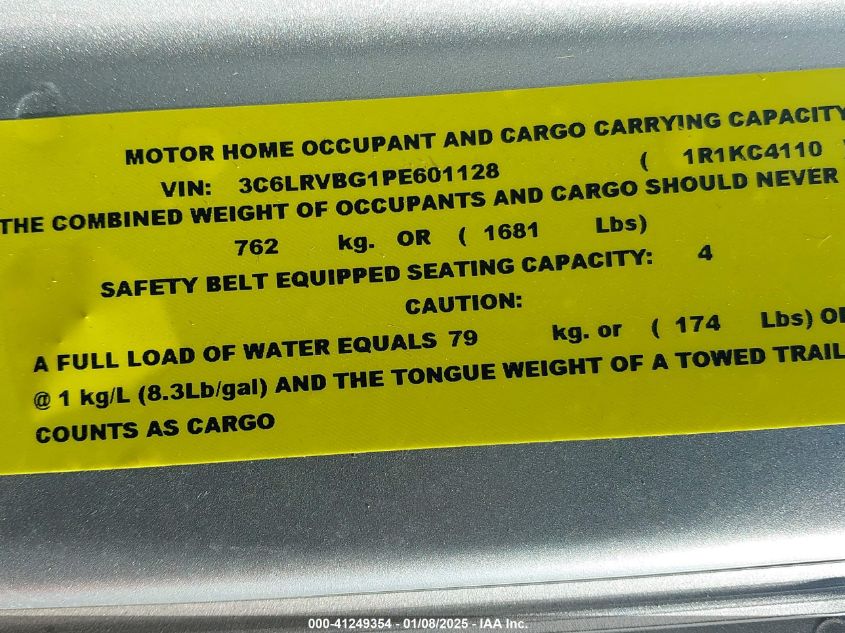 MOTOR HOME OCCUPANT AND CARGO CARRYING CAPACITY
VIN: 3C6LRVBG1PE601128 ( 1R1KC4110
THE COMBINED WEIGHT OF OCCUPANTS AND CARGO SHOULD NEVER
762 kg. OR ( 1681 Lbs)
SAFETY BELT EQUIPPED SEATING CAPACITY: 4
CAUTION:
A FULL LOAD OF WATER EQUALS 79 kg. or ( 174 Lbs)
@ 1 kg/L (8.3Lb/gal) AND THE TONGUE WEIGHT OF A TOWED TRAIL
COUNTS AS CARGO
000-41249354 - 01/08/2025 - IAA Inc.